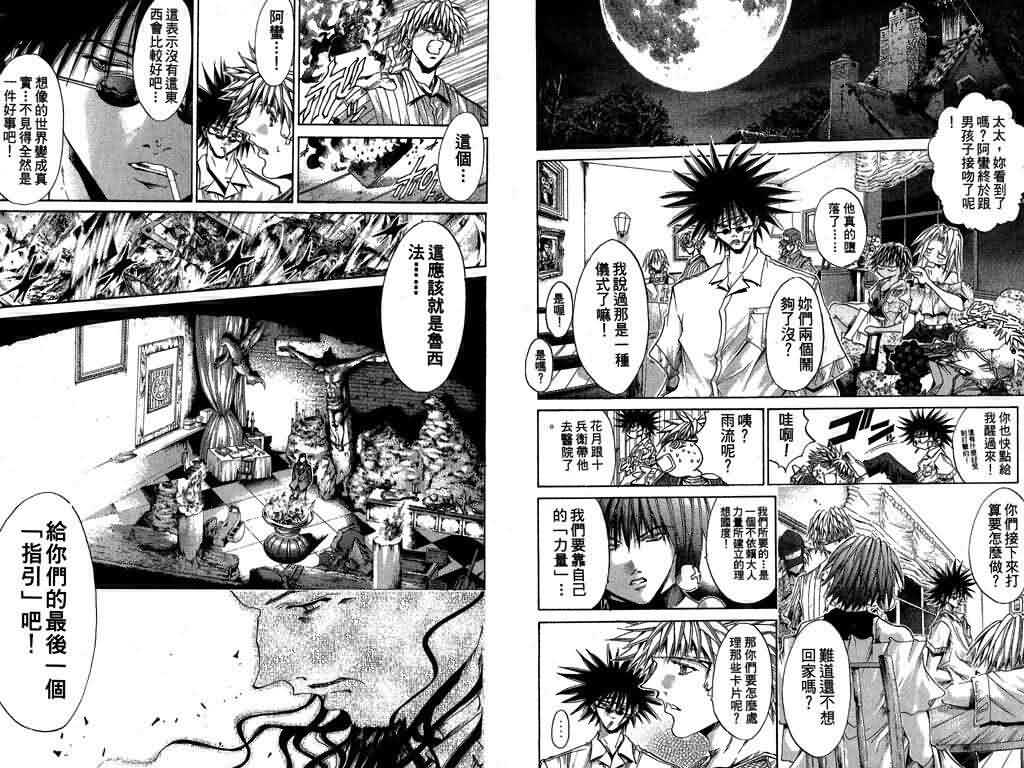 太太，妳看到了
嗎？阿蠻終於跟
男孩子接吻了呢
！
他真的墮
落了……
妳們兩個鬧
夠了沒？
我說過那是一種
儀式了嘛！
是喔！
是嗎？
你也快點給
我醒過來！
哇啊！
咦？
雨流呢？
花月跟十
兵衛帶他
去醫院了
。
你們接下來打
算要怎麼做？
難道還不想
回家嗎？
我們所要的…是
一個不依賴大人
力量所建立的理
想國度！
我們要靠自己
的「力量」…
那你們要怎麼處
理那些卡片呢？
……
這個…
阿蠻…！
這表示沒有這東
西會比較好吧…
想像的世界變成真
實…不見得全然是
一件好事吧！
這應該就是魯西
法……
給你們的最後一個
「指引」吧！